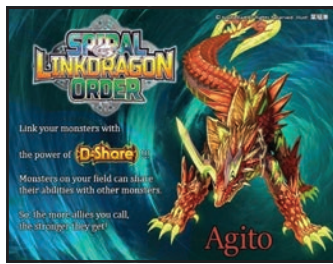 SPIRAL
LINKDRAGON
ORDER
Link your monsters with
the power of D-Share !!
Monsters on your field can share
their abilities with other monsters.
So, the more allies you call,
the stronger they get!
Agito